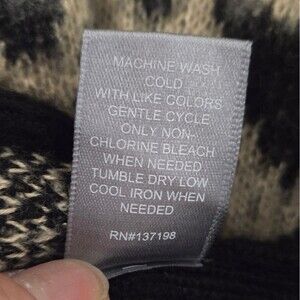 MACHINE WASH
COLD
WITH LIKE COLORS
GENTLE CYCLE
ONLY NON-
CHLORINE BLEACH
WHEN NEEDED
TUMBLE DRY LOW
COOL IRON WHEN
NEEDED
RN#137198